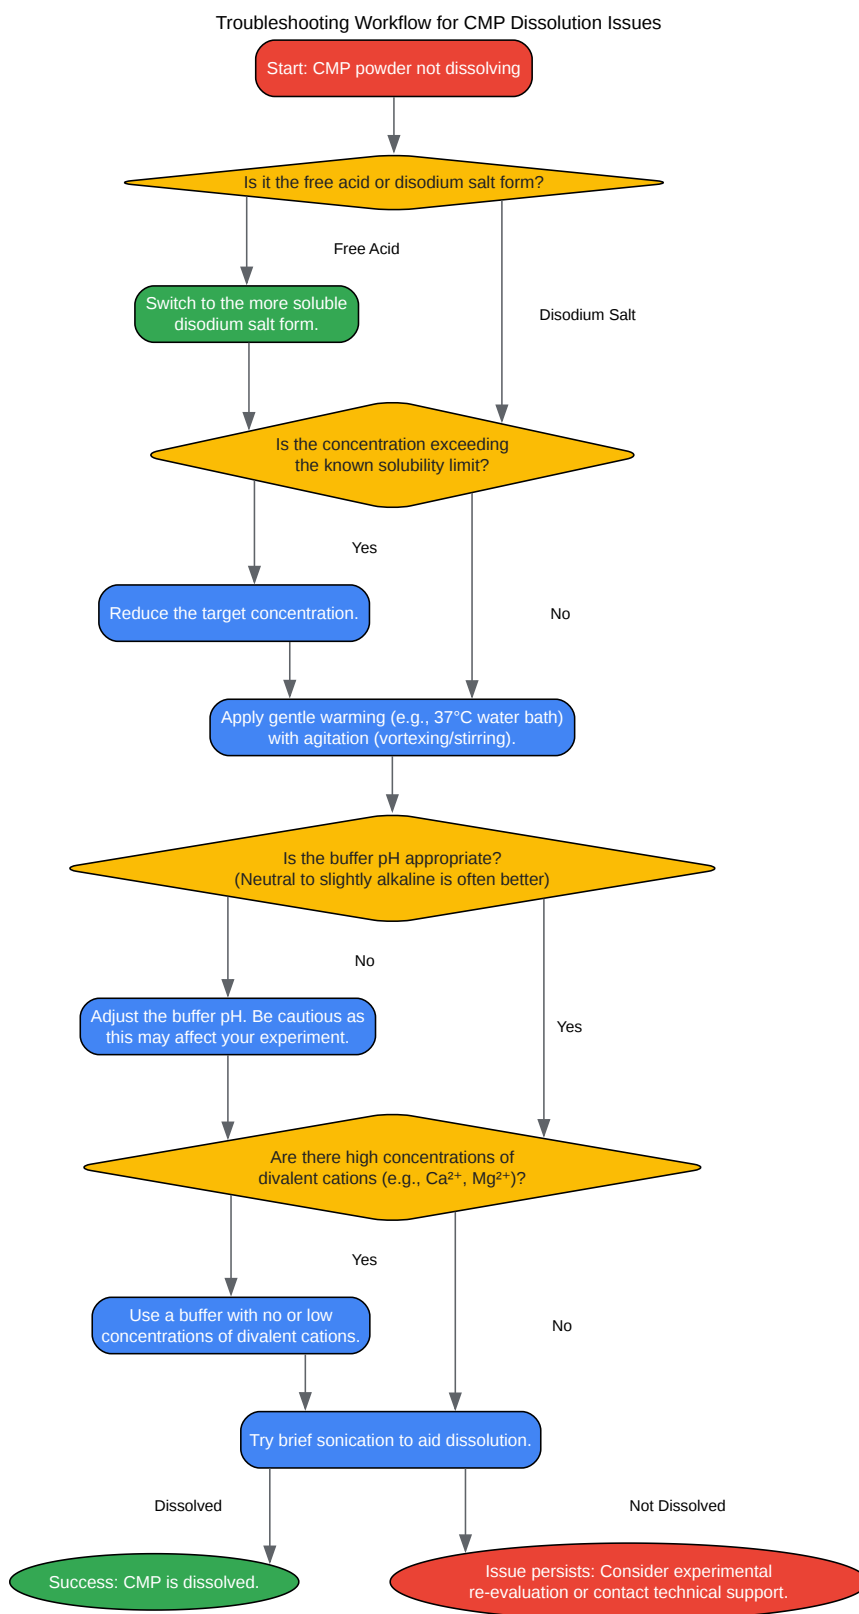 Troubleshooting Workflow for CMP Dissolution Issues
Start: CMP powder not dissolving
Is it the free acid or disodium salt form?
Free Acid
Switch to the more soluble
disodium salt form.
Disodium Salt
Is the concentration exceeding
the known solubility limit?
Yes
Reduce the target concentration.
No
Apply gentle warming (e.g., 37°C water bath)
with agitation (vortexing/stirring).
Is the buffer pH appropriate?
(Neutral to slightly alkaline is often better)
No
Adjust the buffer pH. Be cautious as
this may affect your experiment.
Yes
Are there high concentrations of
divalent cations (e.g., Ca²⁺, Mg²⁺)?
Yes
Use a buffer with no or low
concentrations of divalent cations.
No
Try brief sonication to aid dissolution.
Dissolved
Not Dissolved
Success: CMP is dissolved.
Issue persists: Consider experimental
re-evaluation or contact technical support.